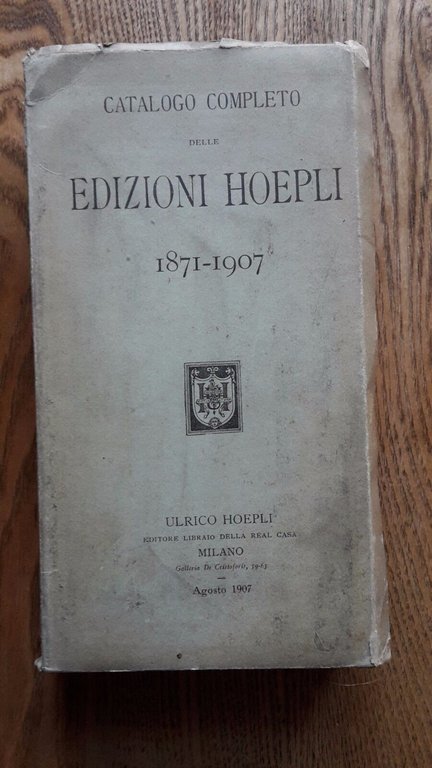 CATALOGO COMPLETO
DELLE
EDIZIONI HOEPLI
1871-1907
ULRICO HOEPLI
EDITORE LIBRAIO DELLA REAL CASA
MILANO
Galleria De Cristoforis, 59-63
Agosto 1907